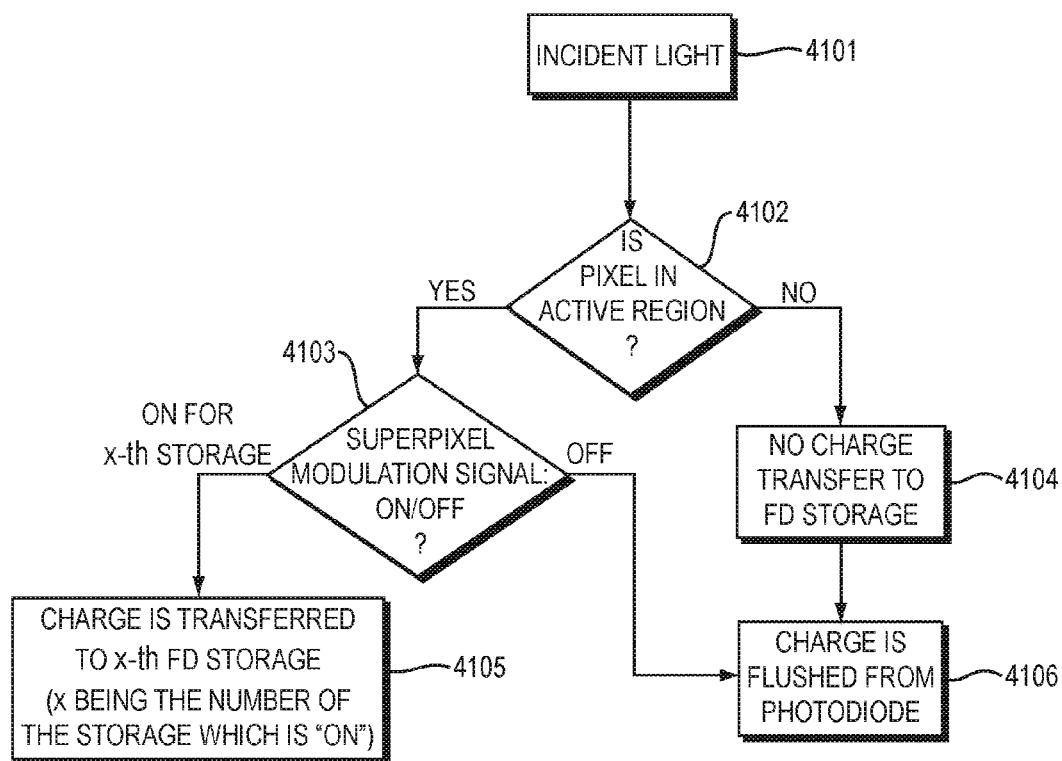 INCIDENT LIGHT
4101
4102
IS
PIXEL IN
ACTIVE REGION
?
YES
NO
4103
ON FOR
x-th STORAGE
SUPERPIXEL
MODULATION SIGNAL:
ON/OFF
?
OFF
NO CHARGE
TRANSFER TO
FD STORAGE
4104
CHARGE IS TRANSFERRED
TO x-th FD STORAGE
(x BEING THE NUMBER OF
THE STORAGE WHICH IS “ON”)
4105
CHARGE IS
FLUSHED FROM
PHOTODIODE
4106